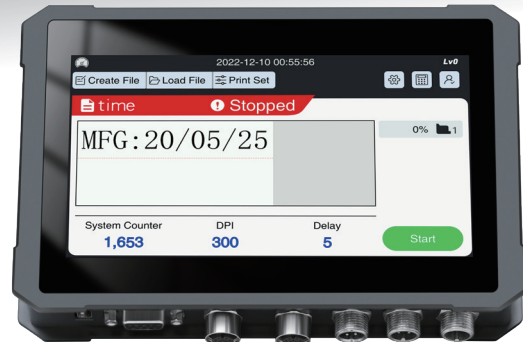 2022-12-10 00:55:56 Lv0
Create File Load File Print Set
time Stopped
MFG:20/05/25
0% 1
System Counter DPI Delay
1,653 300 5
Start